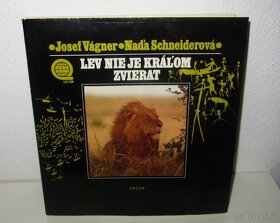 • Josef Vágner • Naďa Schneiderová •
LEV NIE JE KRÁĽOM
ZVIERAT